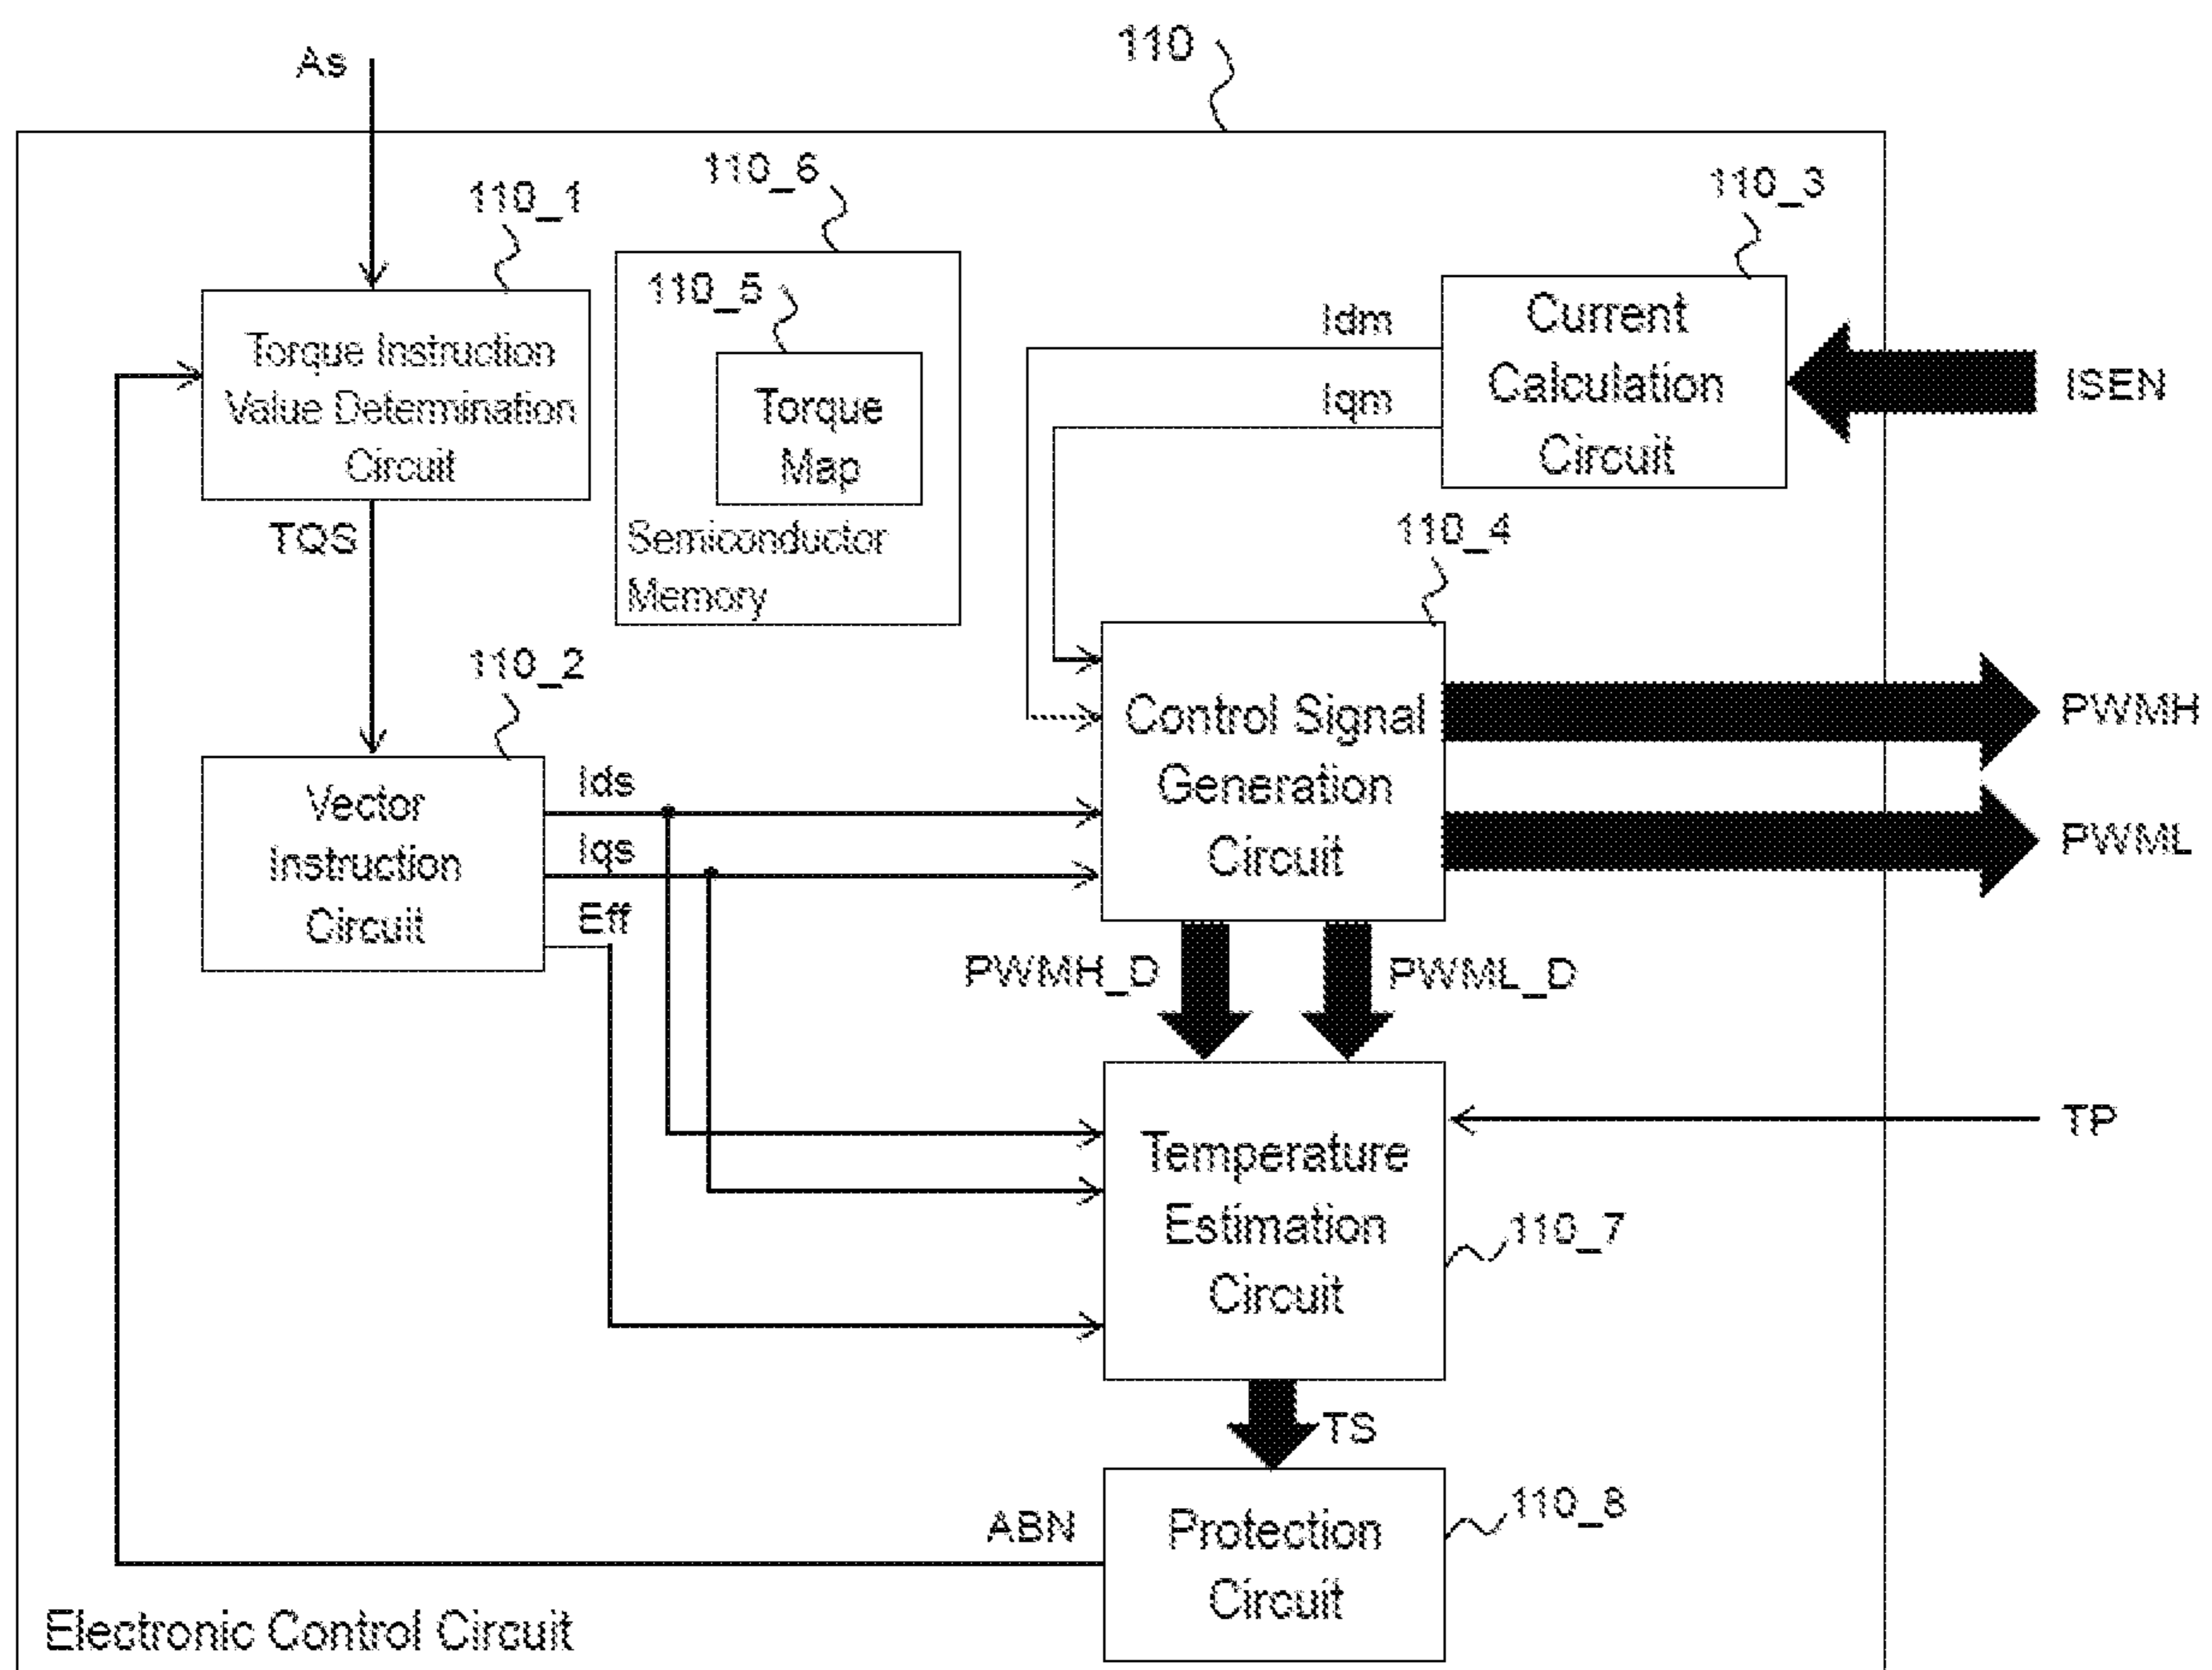 As
110
110_1
110_6
110_3
110_5
Torque Instruction
Value Determination
Circuit
Torque
Map
Semiconductor
Memory
Idm
Iqm
Current
Calculation
Circuit
ISEN
TQS
110_4
110_2
Vector
Instruction
Circuit
Ids
Iqs
Eff
Control Signal
Generation
Circuit
PWMH
PWML
PWMH_D
PWML_D
Temperature
Estimation
Circuit
TP
110_7
TS
ABN
Protection
Circuit
110_8
Electronic Control Circuit